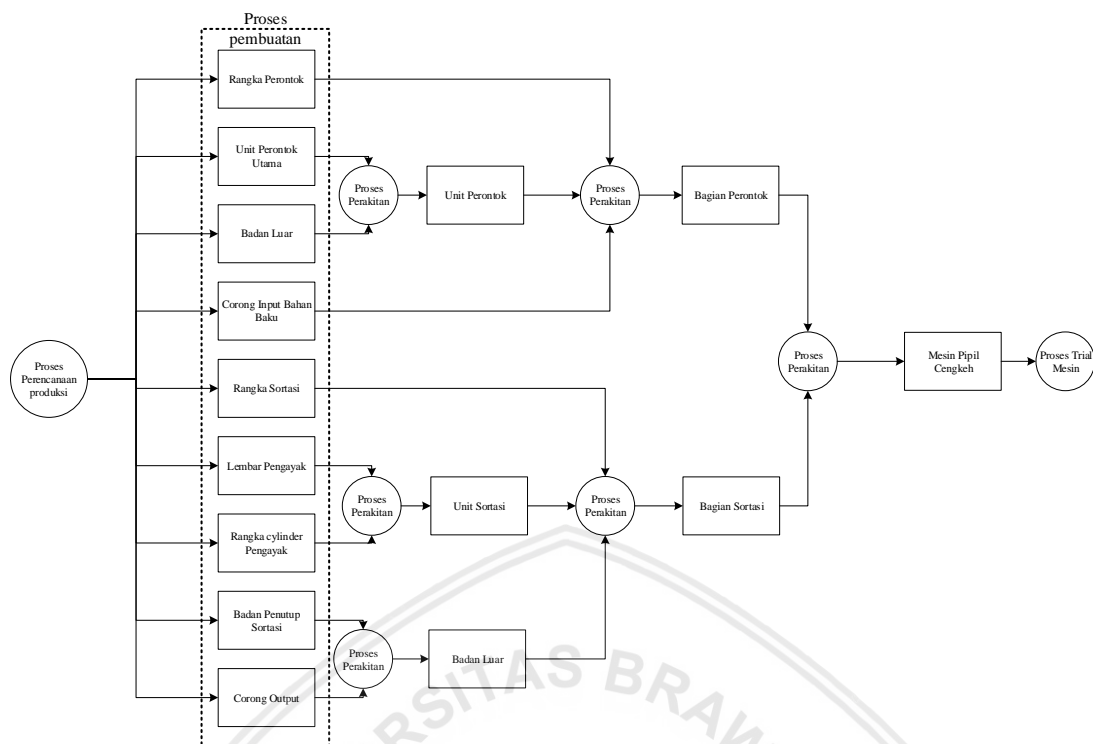 Proses
pembuatan
Rangka Perontok
Unit Perontok
Utama
Proses
Perakitan
Unit Perontok
Proses
Perakitan
Bagian Perontok
Badan Luar
Corong Input Bahan
Baku
Proses
Perencanaan
produksi
Rangka Sortasi
Proses
Perakitan
Mesin Pipil
Cengkeh
Proses Trial
Mesin
Lembar Pengayak
Proses
Perakitan
Unit Sortasi
Proses
Perakitan
Bagian Sortasi
Rangka cylinder
Pengayak
Badan Penutup
Sortasi
Proses
Perakitan
Badan Luar
Corong Output
RSITAS BRAW